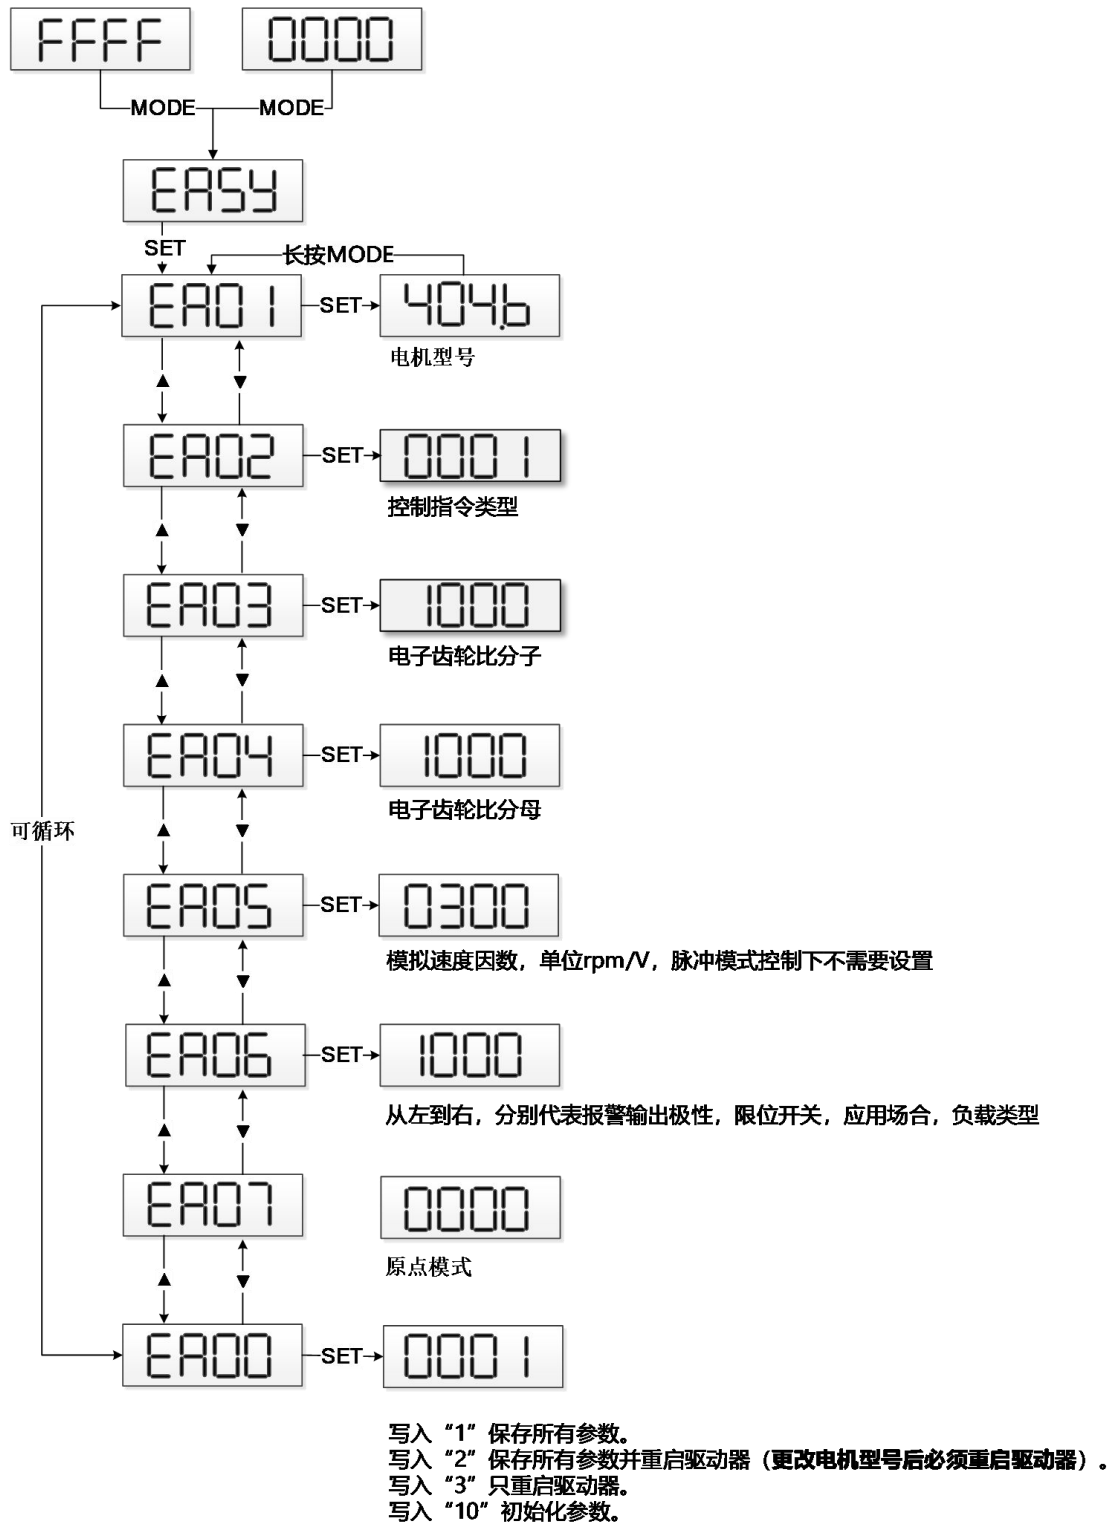 FFFF
0000
MODE
MODE
EASY
SET
长按MODE
EA01
SET
404.b
电机型号
▲
▼
EA02
SET
0001
控制指令类型
▲
▼
EA03
SET
1000
电子齿轮比分子
▲
▼
EA04
SET
1000
电子齿轮比分母
可循环
▲
▼
EA05
SET
0300
模拟速度因数，单位rpm/V，脉冲模式控制下不需要设置
▲
▼
EA06
SET
1000
从左到右，分别代表报警输出极性，限位开关，应用场合，负载类型
▲
▼
EA07
0000
原点模式
▲
▼
EA00
SET
0001
写入“1”保存所有参数。
写入“2”保存所有参数并重启驱动器（更改电机型号后必须重启驱动器）。
写入“3”只重启驱动器。
写入“10”初始化参数。